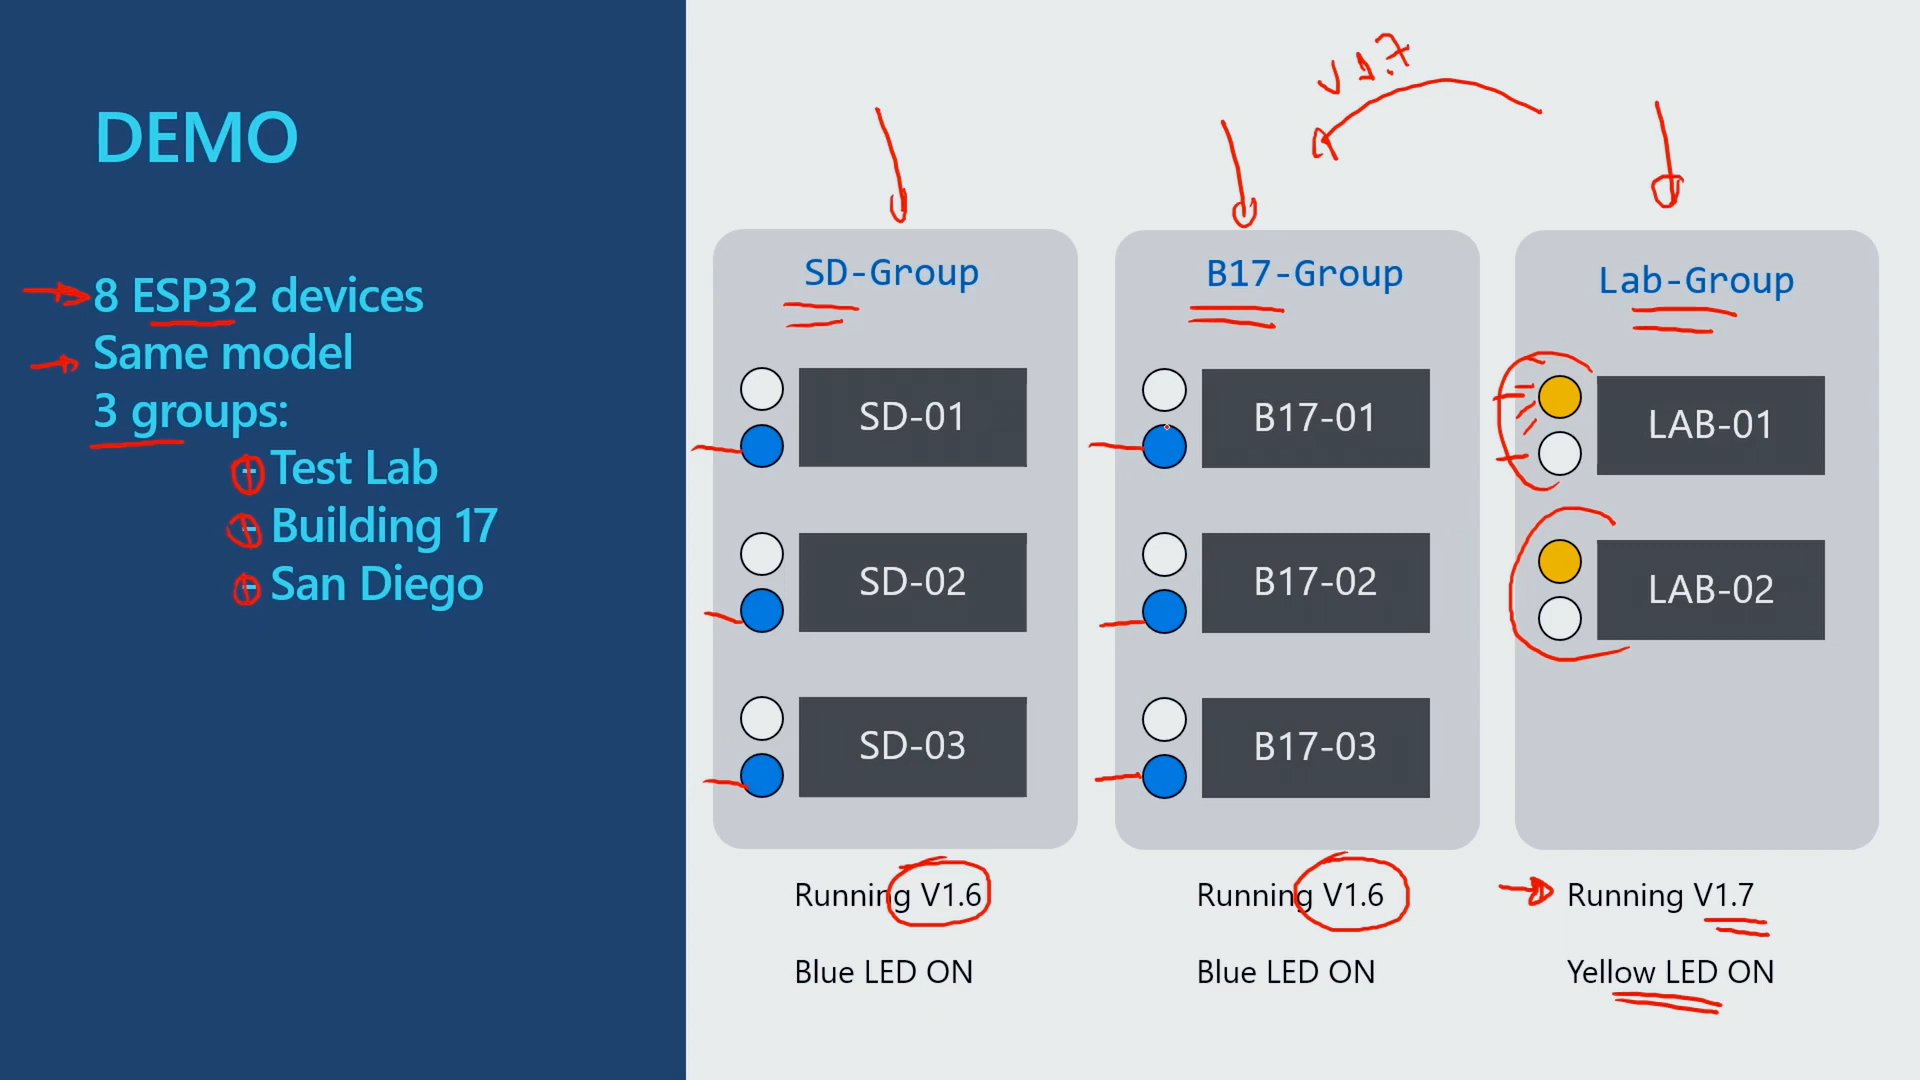 DEMO
8 ESP32 devices
Same model
3 groups:
- Test Lab
- Building 17
- San Diego
V1.7
SD-Group
SD-01
SD-02
SD-03
Running V1.6
Blue LED ON
B17-Group
B17-01
B17-02
B17-03
Running V1.6
Blue LED ON
Lab-Group
LAB-01
LAB-02
Running V1.7
Yellow LED ON